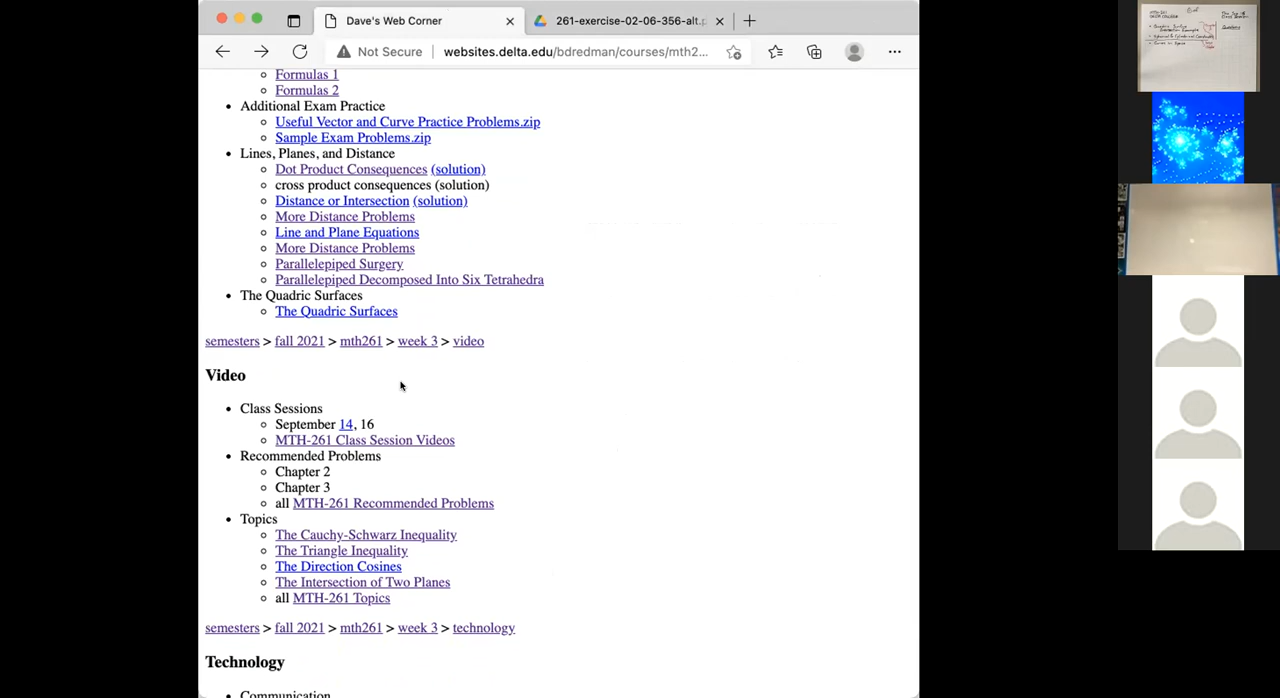 Dave's Web Corner
261-exercise-02-06-356-alt.p
Not Secure
websites.delta.edu/bdredman/courses/mth2...
Formulas 1
Formulas 2
Additional Exam Practice
Useful Vector and Curve Practice Problems.zip
Sample Exam Problems.zip
Lines, Planes, and Distance
Dot Product Consequences (solution)
cross product consequences (solution)
Distance or Intersection (solution)
More Distance Problems
Line and Plane Equations
More Distance Problems
Parallelepiped Surgery
Parallelepiped Decomposed Into Six Tetrahedra
The Quadric Surfaces
The Quadric Surfaces
semesters > fall 2021 > mth261 > week 3 > video
Video
Class Sessions
September 14, 16
MTH-261 Class Session Videos
Recommended Problems
Chapter 2
Chapter 3
all MTH-261 Recommended Problems
Topics
The Cauchy-Schwarz Inequality
The Triangle Inequality
The Direction Cosines
The Intersection of Two Planes
all MTH-261 Topics
semesters > fall 2021 > mth261 > week 3 > technology
Technology
Communication